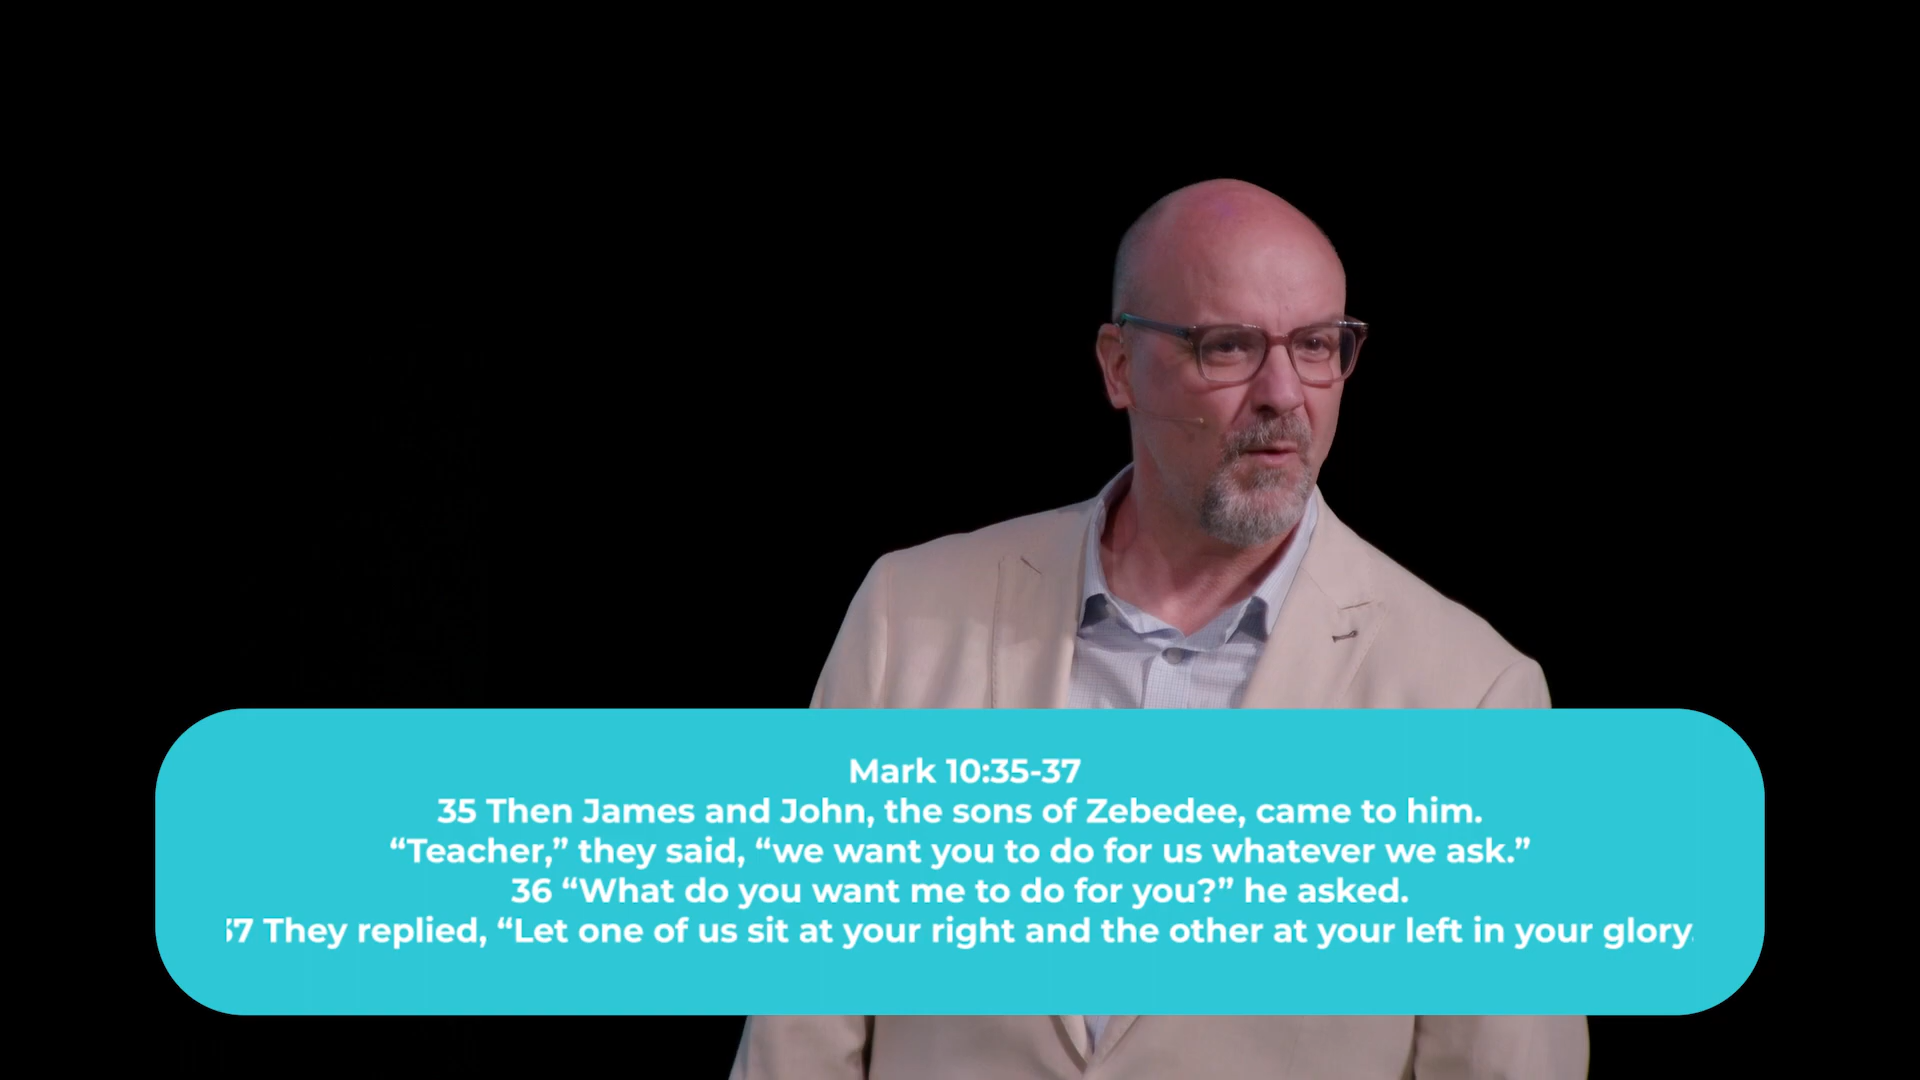 Mark 10:35-37
35 Then James and John, the sons of Zebedee, came to him.
“Teacher,” they said, “we want you to do for us whatever we ask.”
36 “What do you want me to do for you?” he asked.
37 They replied, “Let one of us sit at your right and the other at your left in your glory.